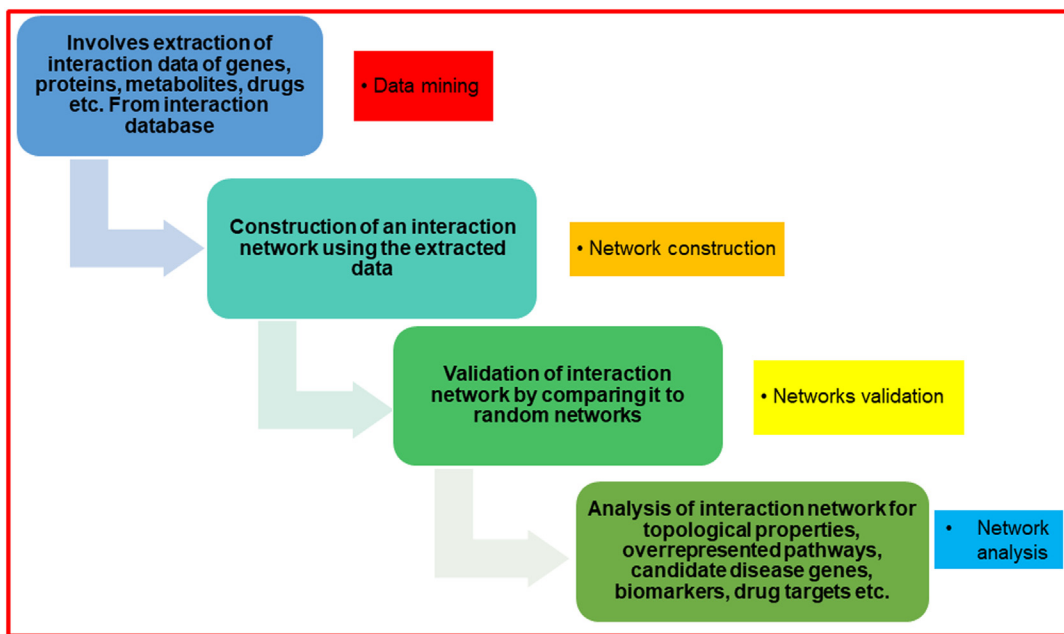 Involves extraction of
interaction data of genes,
proteins, metabolites, drugs
etc. From interaction
database
• Data mining
Construction of an interaction
network using the extracted
data
• Network construction
Validation of interaction
network by comparing it to
random networks
• Networks validation
Analysis of interaction network for
topological properties,
overrepresented pathways,
candidate disease genes,
biomarkers, drug targets etc.
• Network
analysis